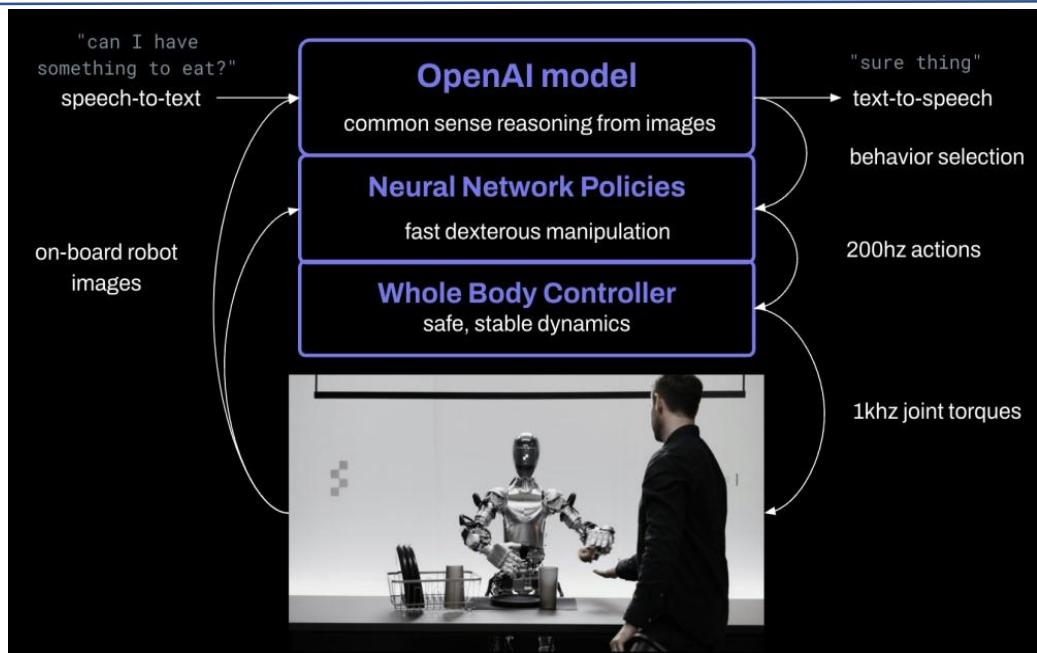 "can I have
something to eat?"
speech-to-text
OpenAI model
common sense reasoning from images
"sure thing"
text-to-speech
behavior selection
Neural Network Policies
fast dexterous manipulation
on-board robot
images
200hz actions
Whole Body Controller
safe, stable dynamics
1khz joint torques